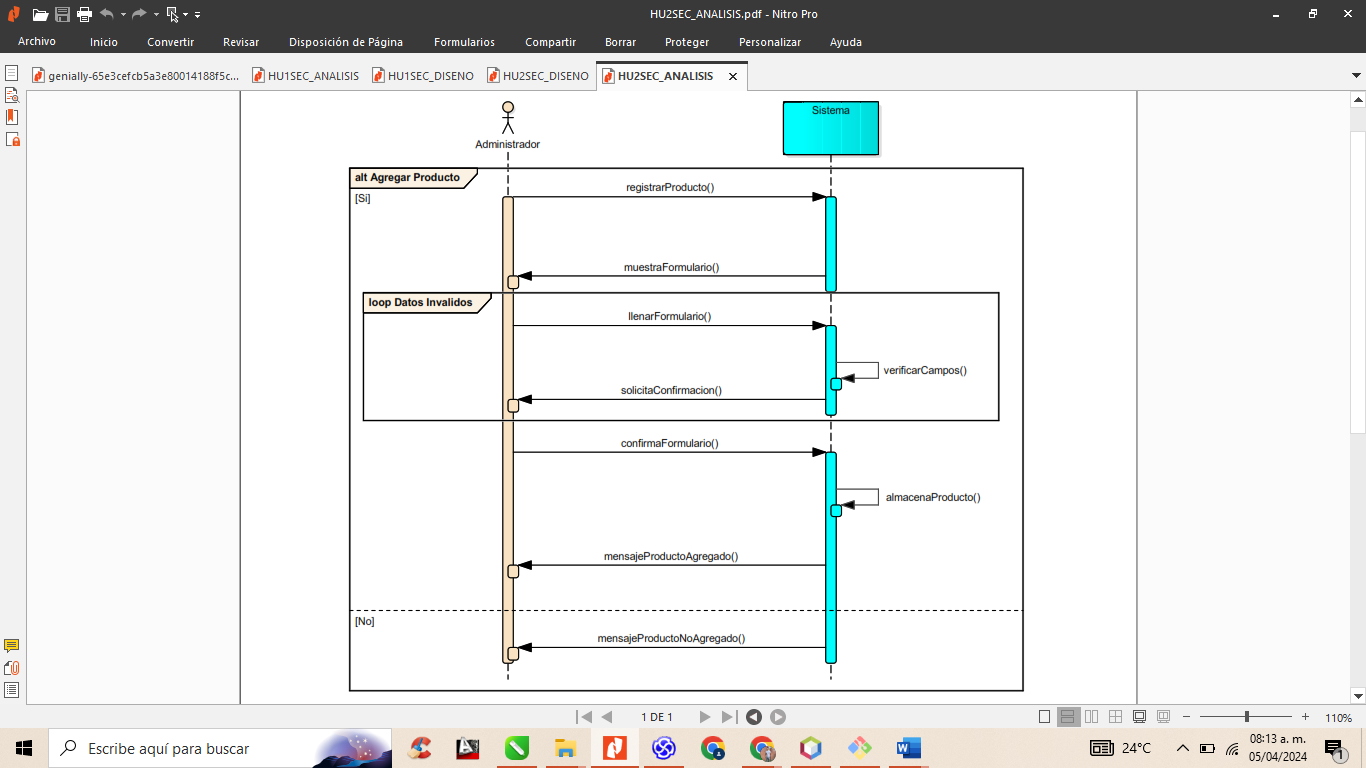 HU2SEC_ANALISIS.pdf - Nitro Pro
Archivo Inicio Convertir Revisar Disposición de Página Formularios Compartir Borrar Proteger Personalizar Ayuda
genially-65e3cefcb5a3e80014188f5c... HU1SEC_ANALISIS HU1SEC_DISENO HU2SEC_DISENO HU2SEC_ANALISIS
Sistema
Administrador
alt Agregar Producto
registrarProducto()
[Si]
muestraFormulario()
loop Datos Invalidos
llenarFormulario()
verificarCampos()
solicitaConfirmacion()
confirmaFormulario()
almacenaProducto()
mensajeProductoAgregado()
[No]
mensajeProductoNoAgregado()
1 DE 1
110%
Escribe aquí para buscar
24°C
08:13 a. m.
05/04/2024
1